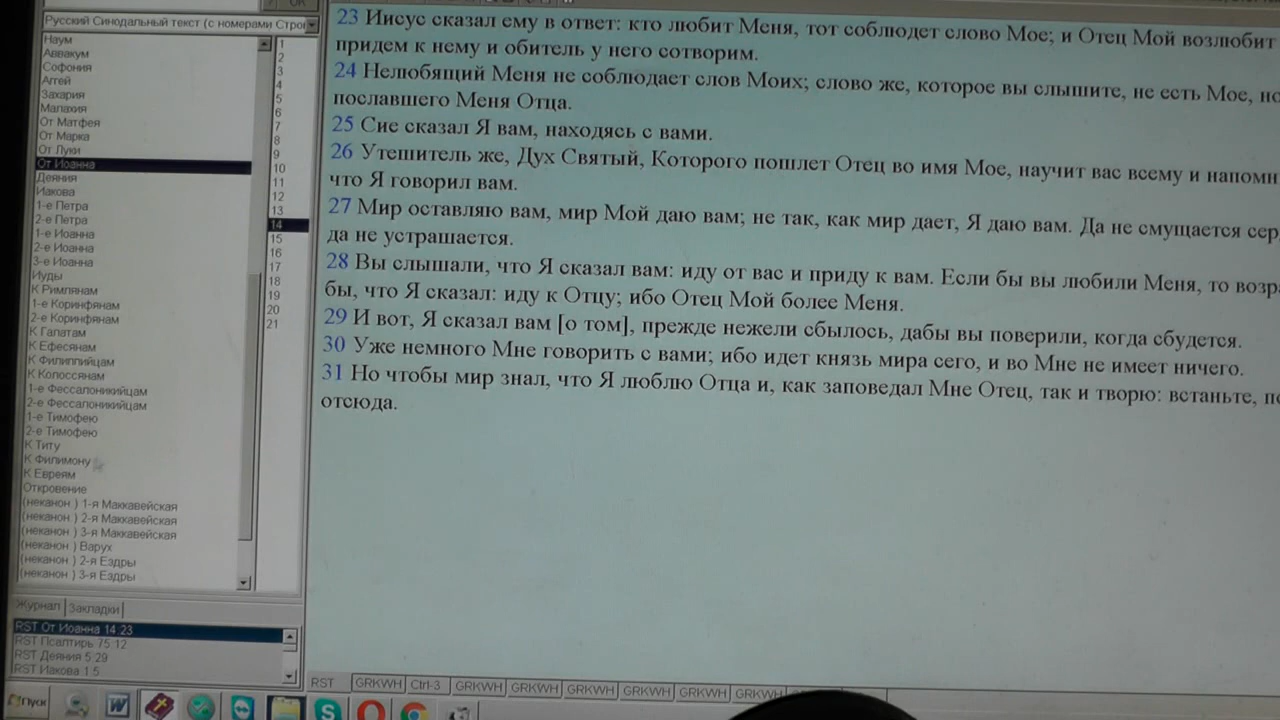 OK
Русский Синодальный текст (с номерами Строн
Наум
Аввакум
Софония
Аггей
Захария
Малахия
От Матфея
От Марка
От Луки
От Иоанна
Деяния
Иакова
1-е Петра
2-е Петра
1-е Иоанна
2-е Иоанна
3-е Иоанна
Иуды
К Римлянам
1-е Коринфянам
2-е Коринфянам
К Галатам
К Ефесянам
К Филиппийцам
К Колоссянам
1-е Фессалоникийцам
2-е Фессалоникийцам
1-е Тимофею
2-е Тимофею
К Титу
К Филимону
К Евреям
Откровение
(неканон.) 1-я Маккавейская
(неканон.) 2-я Маккавейская
(неканон.) 3-я Маккавейская
(неканон.) Варух
(неканон.) 2-я Ездры
(неканон.) 3-я Ездры
1
2
3
4
5
6
7
8
9
10
11
12
13
14
15
16
17
18
19
20
21
23 Иисус сказал ему в ответ: кто любит Меня, тот соблюдет слово Мое; и Отец Мой возлюбит
придем к нему и обитель у него сотворим.
24 Нелюбящий Меня не соблюдает слов Моих; слово же, которое вы слышите, не есть Мое, но
пославшего Меня Отца.
25 Сие сказал Я вам, находясь с вами.
26 Утешитель же, Дух Святый, Которого пошлет Отец во имя Мое, научит вас всему и напомн
что Я говорил вам.
27 Мир оставляю вам, мир Мой даю вам; не так, как мир дает, Я даю вам. Да не смущается сер
да не устрашается.
28 Вы слышали, что Я сказал вам: иду от вас и приду к вам. Если бы вы любили Меня, то возра
бы, что Я сказал: иду к Отцу; ибо Отец Мой более Меня.
29 И вот, Я сказал вам [о том], прежде нежели сбылось, дабы вы поверили, когда сбудется.
30 Уже немного Мне говорить с вами; ибо идет князь мира сего, и во Мне не имеет ничего.
31 Но чтобы мир знал, что Я люблю Отца и, как заповедал Мне Отец, так и творю: встаньте, по
отсюда.
Журнал Закладки
RST От Иоанна 14:23
RST Псалтирь 75:12
RST Деяния 5:29
RST Иакова 1:5
RST GRKWH Ctrl-3 GRKWH GRKWH GRKWH GRKWH GRKWH GRKWH
Пуск